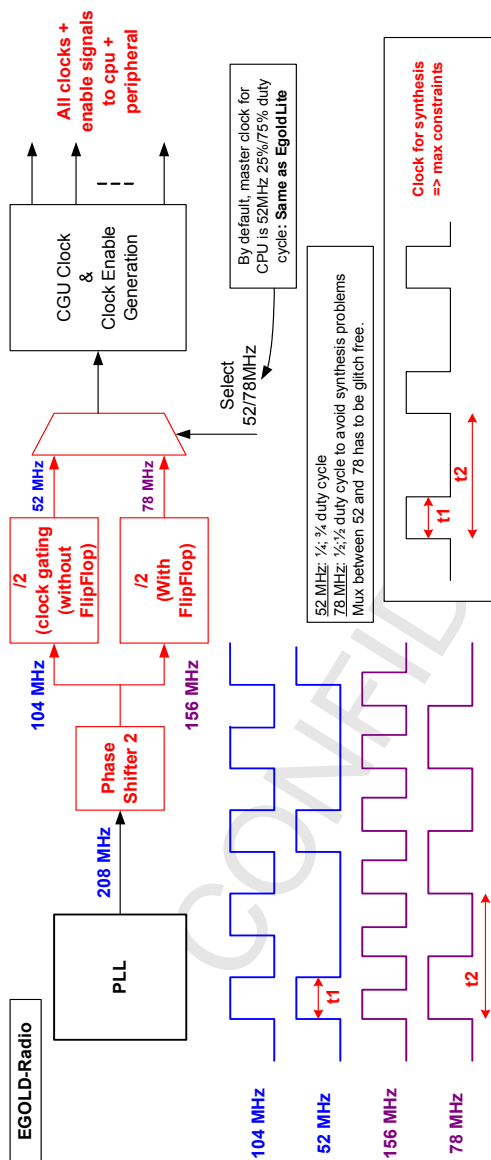 EGOLD-Radio
PLL
208 MHz
Phase
Shifter 2
104 MHz
156 MHz
/2
(clock gating
(without
FlipFlop)
/2
(With
FlipFlop)
52 MHz
78 MHz
Select
52/78MHz
CGU Clock
&
Clock Enable
Generation
All clocks +
enable signals
to cpu +
peripheral
By default, master clock for
CPU is 52MHz 25%/75% duty
cycle: Same as EgoldLite
52 MHz: ¼; ¾ duty cycle
78 MHz: ½;½ duty cycle to avoid synthesis problems
Mux between 52 and 78 has to be glitch free.
104 MHz
52 MHz
t1
156 MHz
78 MHz
t2
t1
t2
Clock for synthesis
=> max constraints
CONFID